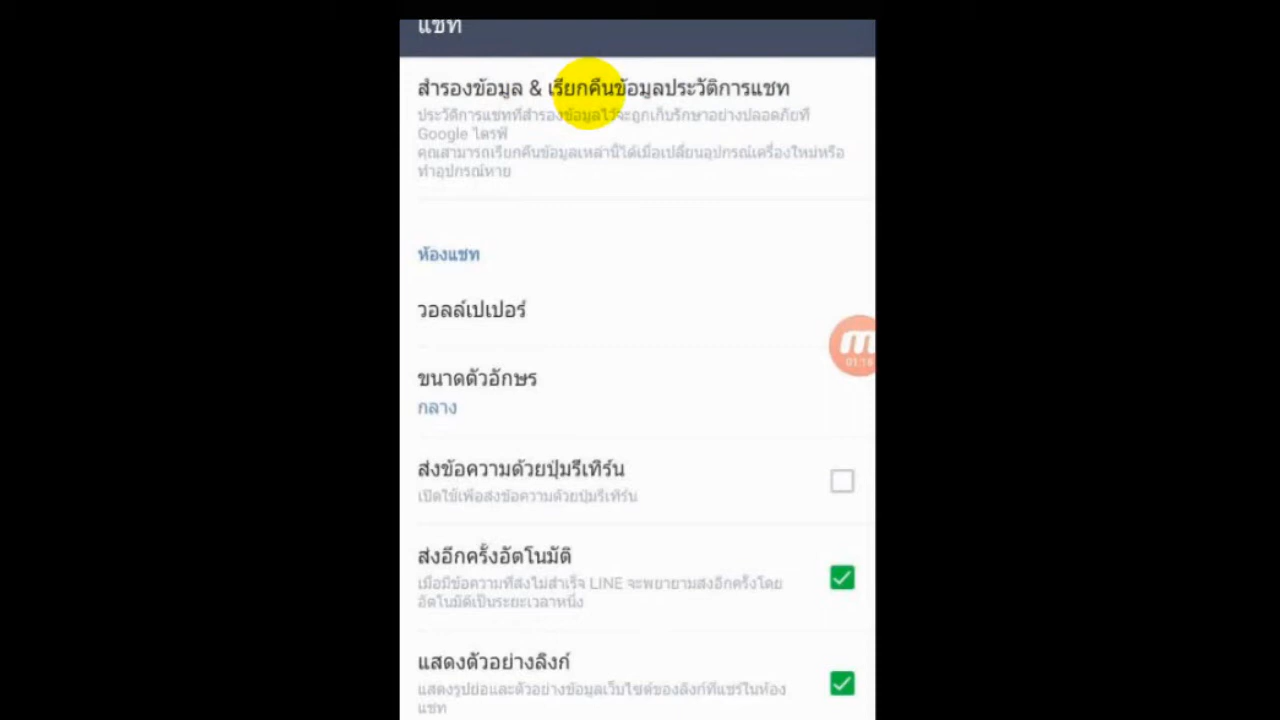 แชท
สำรองข้อมูล & เรียกคืนข้อมูลประวัติการแชท
ประวัติการแชทที่สำรองข้อมูลไว้จะถูกเก็บรักษาอย่างปลอดภัยที่
Google ไดรฟ์
คุณสามารถเรียกคืนข้อมูลเหล่านี้ได้เมื่อเปลี่ยนอุปกรณ์เครื่องใหม่หรือ
ทำอุปกรณ์หาย
ห้องแชท
วอลล์เปเปอร์
ขนาดตัวอักษร
กลาง
ส่งข้อความด้วยปุ่มรีเทิร์น
เปิดใช้เพื่อส่งข้อความด้วยปุ่มรีเทิร์น
ส่งอีกครั้งอัตโนมัติ
เมื่อมีข้อความที่ส่งไม่สำเร็จ LINE จะพยายามส่งอีกครั้งโดย
อัตโนมัติเป็นระยะเวลาหนึ่ง
แสดงตัวอย่างลิงก์
แสดงรูปย่อและตัวอย่างข้อมูลเว็บไซต์ของลิงก์ที่แชร์ในห้อง
แชท